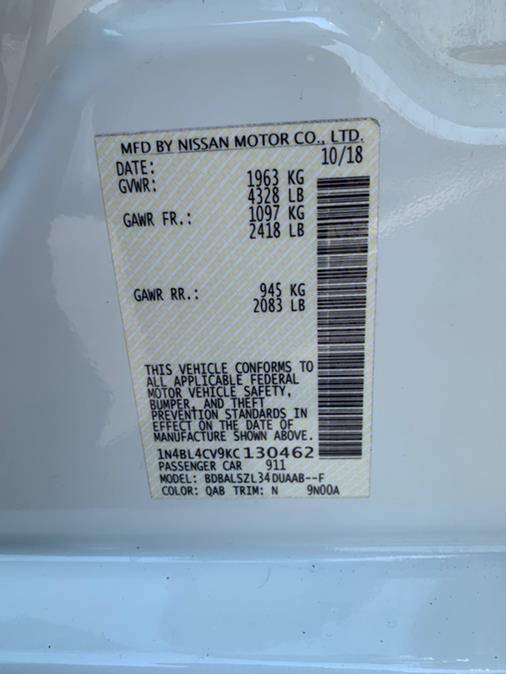 MFD BY NISSAN MOTOR CO., LTD.
DATE: 10/18
GVWR: 1963 KG
4328 LB
GAWR FR.: 1097 KG
2418 LB
GAWR RR.: 945 KG
2083 LB
THIS VEHICLE CONFORMS TO
ALL APPLICABLE FEDERAL
MOTOR VEHICLE SAFETY,
BUMPER, AND THEFT
PREVENTION STANDARDS IN
EFFECT ON THE DATE OF
MANUFACTURE SHOWN ABOVE.
1N4BL4CV9KC130462
PASSENGER CAR 911
MODEL: BDBALSZL34DUAAB--F
COLOR: QAB TRIM: N 9N00A